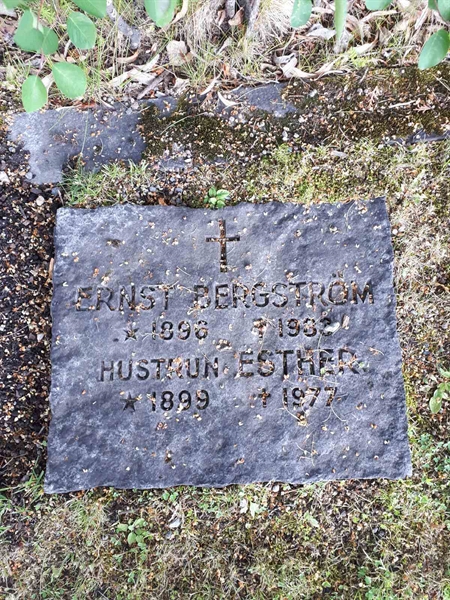 ERNST BERGSTRÖM
★ 1896 ✝
HUSTRUN ESTHER
★ 1899 ✝ 1977